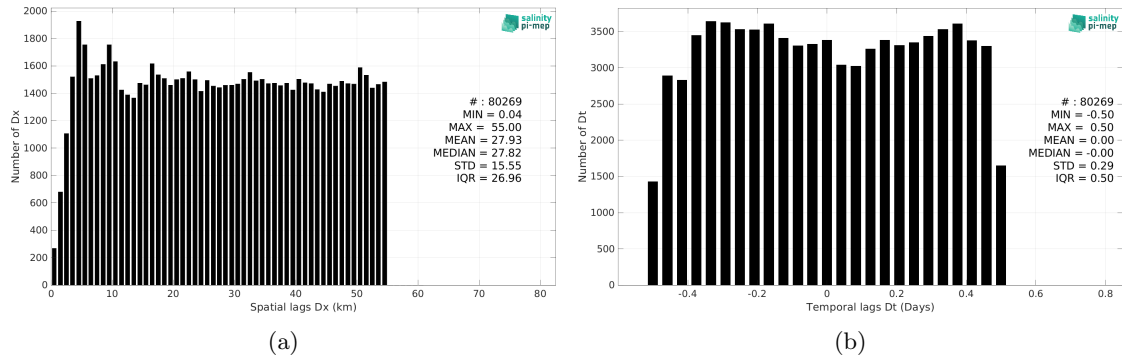 2000
1800
1600
1400
1200
1000
800
600
400
200
0
Number of Dx
0 10 20 30 40 50 60 70 80
Spatial lags Dx (km)
salinity
pi-mep
# : 80269
MIN = 0.04
MAX = 55.00
MEAN = 27.93
MEDIAN = 27.82
STD = 15.55
IQR = 26.96
(a)
3500
3000
2500
2000
1500
1000
500
0
Number of Dt
-0.4 -0.2 0 0.2 0.4 0.6 0.8
Temporal lags Dt (Days)
salinity
pi-mep
# : 80269
MIN = -0.50
MAX = 0.50
MEAN = 0.00
MEDIAN = -0.00
STD = 0.29
IQR = 0.50
(b)